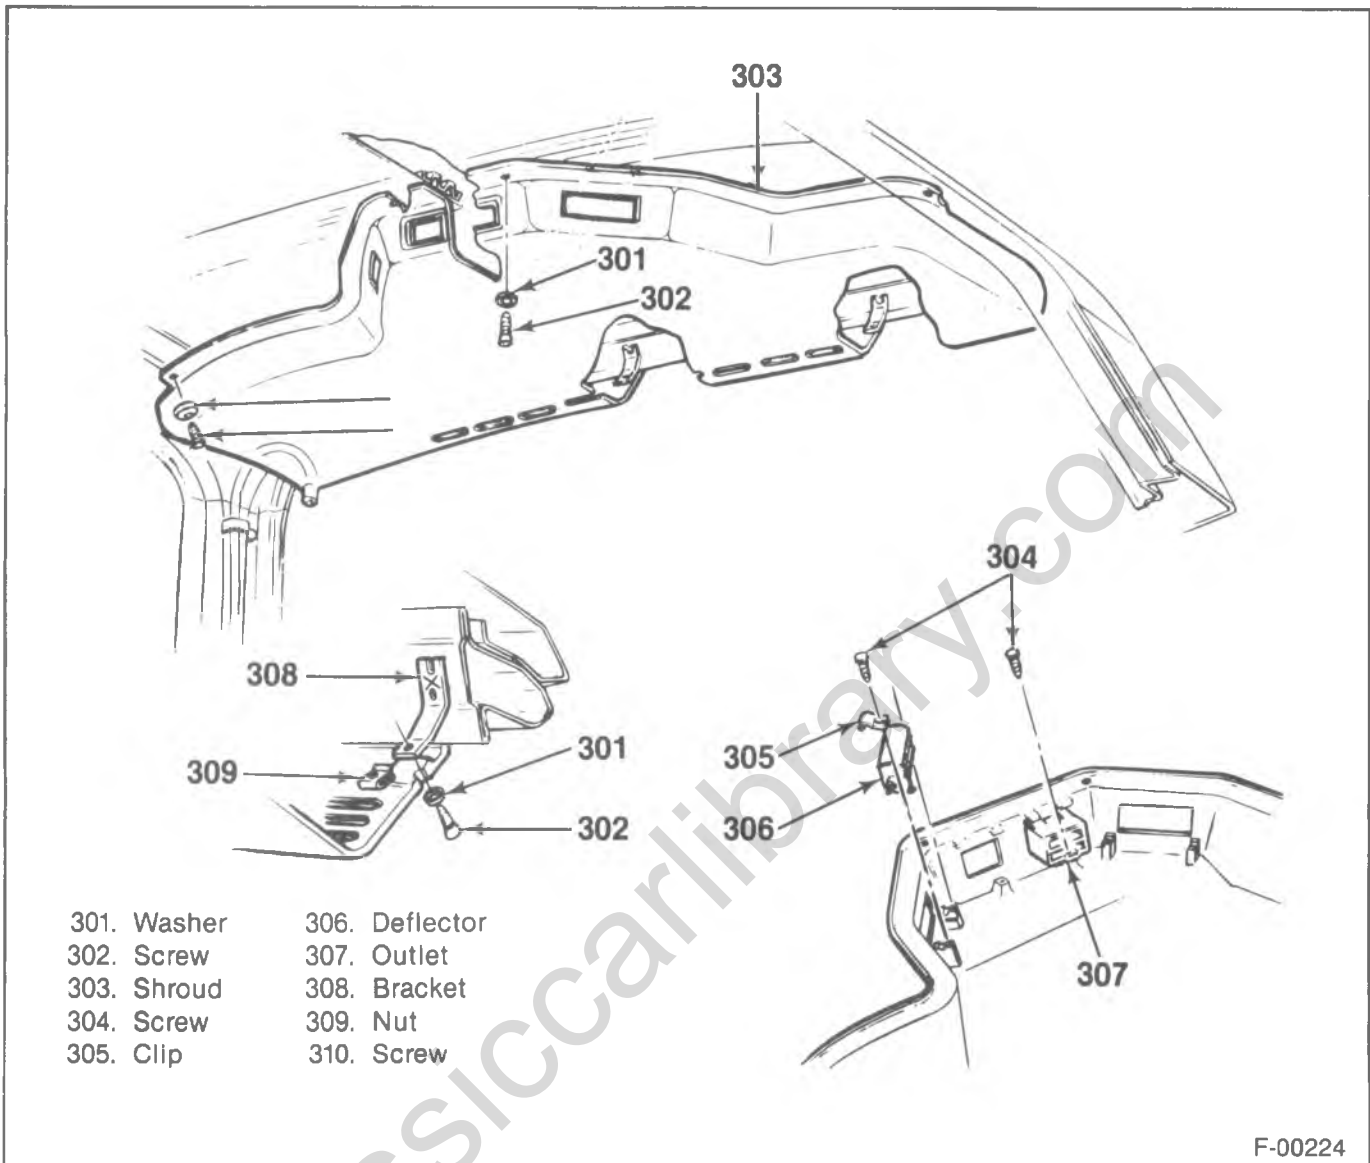 303
301
302
304
308
301
305
309
302
306
307
301. Washer
302. Screw
303. Shroud
304. Screw
305. Clip
306. Deflector
307. Outlet
308. Bracket
309. Nut
310. Screw
F-00224
ssiccarlibrary.com